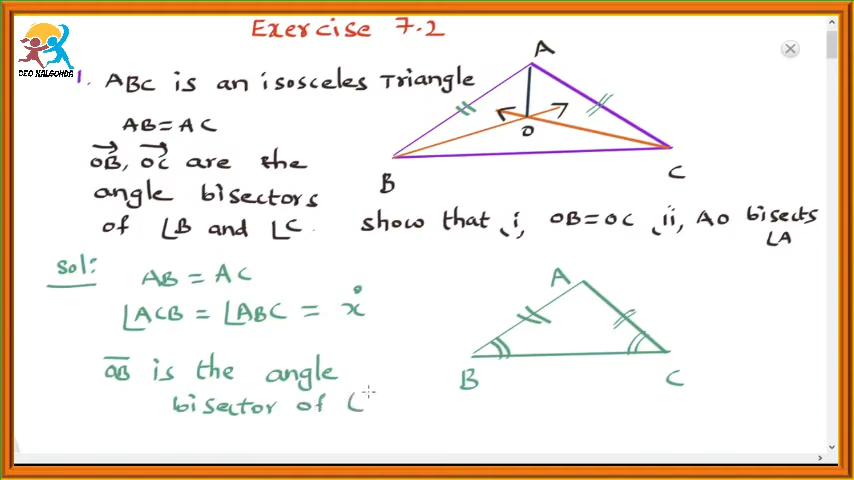 Exercise 7.2
DEO NALGONDA
1. ABC is an isosceles Triangle
AB = AC
OB, OC are the
angle bisectors
of ∠B and ∠C. show that i, OB = OC ii, AO bisects
∠A
A
O
B
C
Sol:
AB = AC
∠ACB = ∠ABC = x°
OB is the angle
bisector of ∠
A
B
C